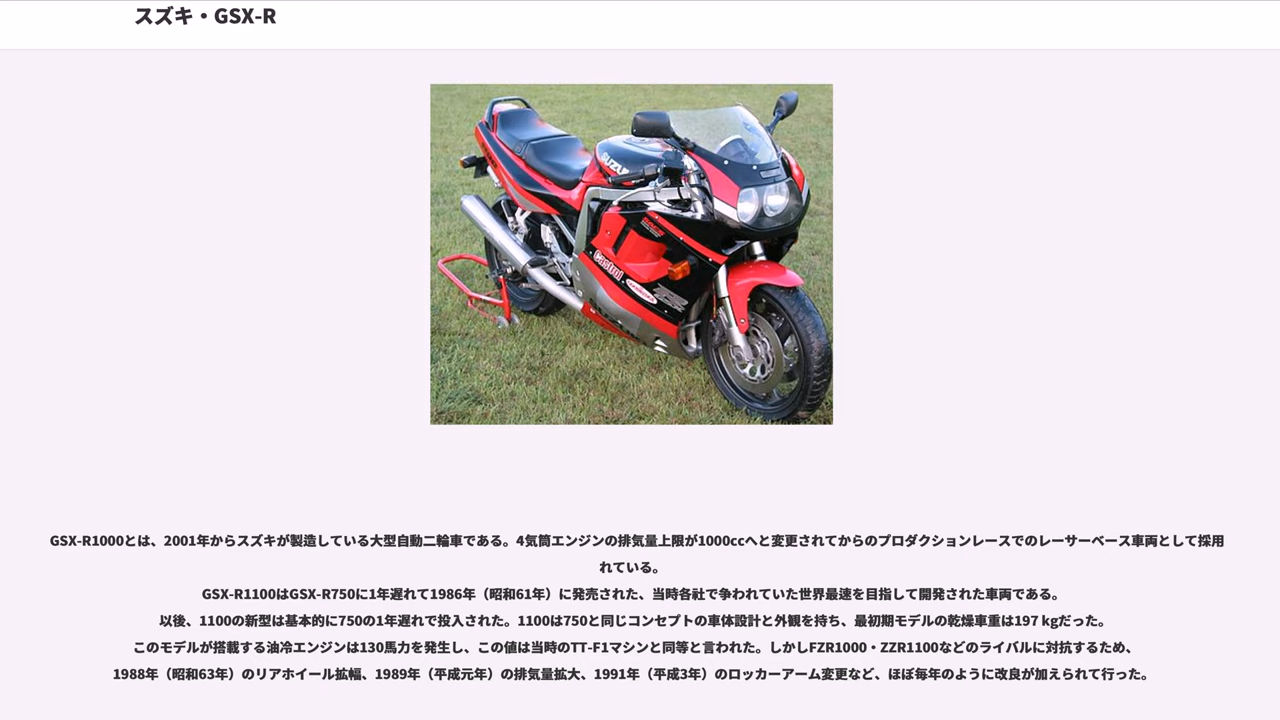 スズキ・GSX-R
SUZUKI
Castrol
R
GSX-R1000とは、2001年からスズキが製造している大型自動二輪車である。4気筒エンジンの排気量上限が1000ccへと変更されてからのプロダクションレースでのレーサーベース車両として採用
れている。
GSX-R1100はGSX-R750に1年遅れて1986年（昭和61年）に発売された、当時各社で争われていた世界最速を目指して開発された車両である。
以後、1100の新型は基本的に750の1年遅れで投入された。1100は750と同じコンセプトの車体設計と外観を持ち、最初期モデルの乾燥車重は197 kgだった。
このモデルが搭載する油冷エンジンは130馬力を発生し、この値は当時のTT-F1マシンと同等と言われた。しかしFZR1000・ZZR1100などのライバルに対抗するため、
1988年（昭和63年）のリアホイール拡幅、1989年（平成元年）の排気量拡大、1991年（平成3年）のロッカーアーム変更など、ほぼ毎年のように改良が加えられて行った。